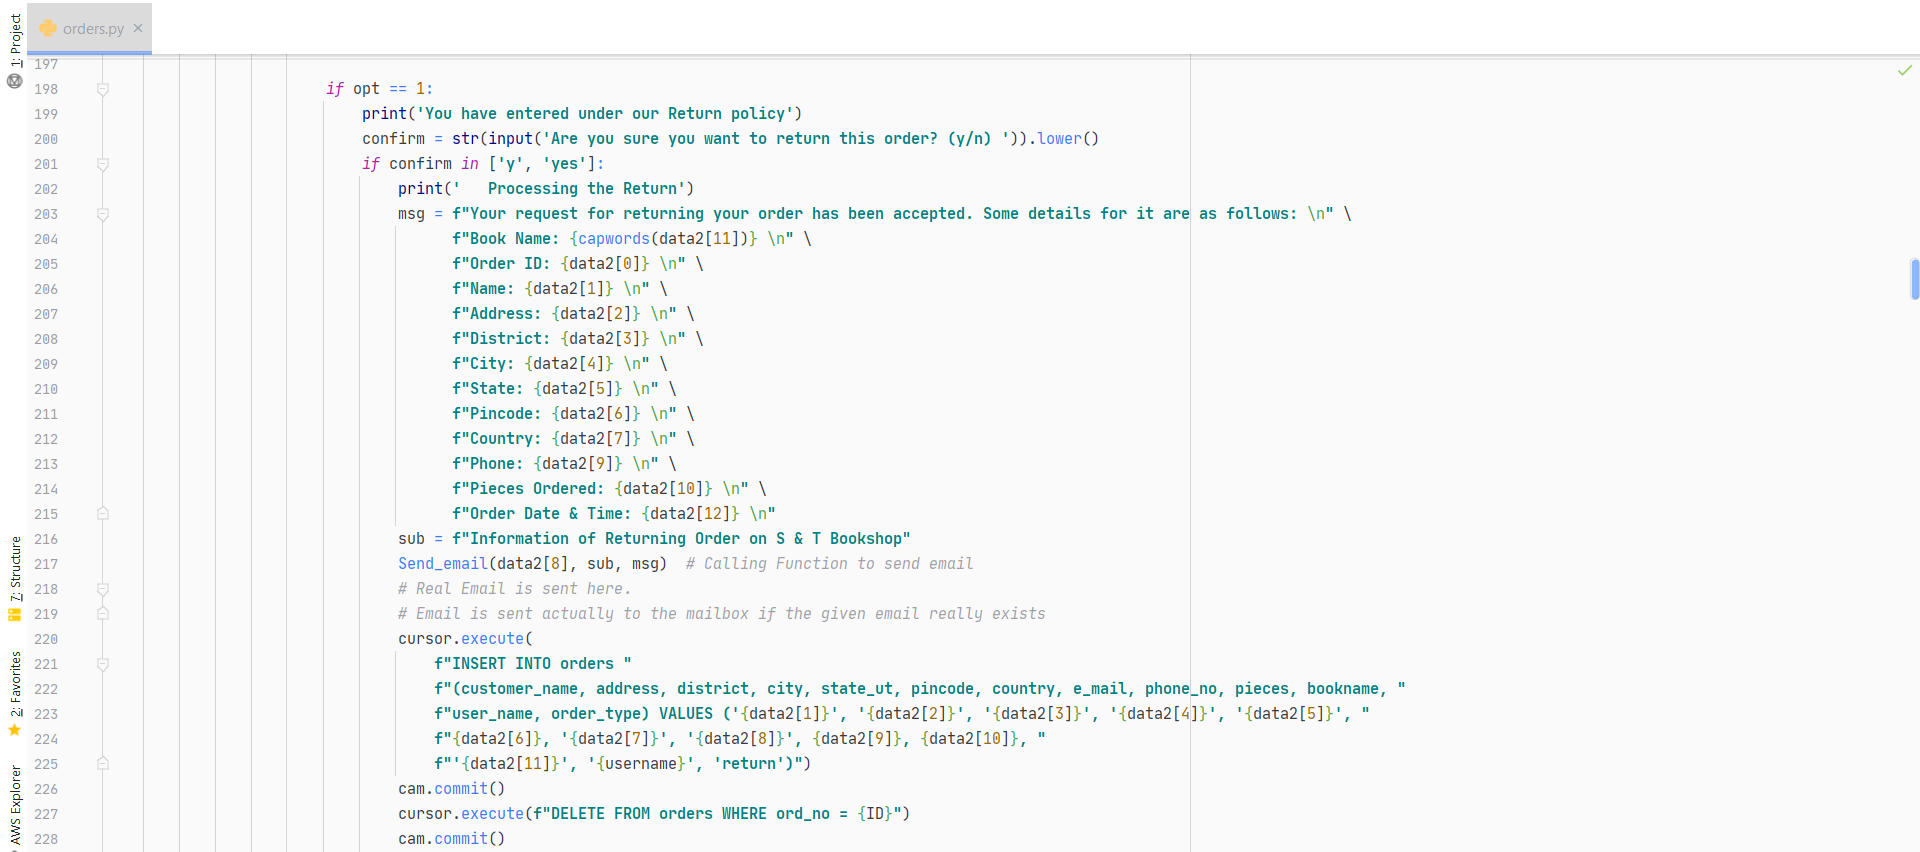 orders.py
1: Project
7: Structure
2: Favorites
AWS Explorer
197
198 if opt == 1:
199 print('You have entered under our Return policy')
200 confirm = str(input('Are you sure you want to return this order? (y/n) ')).lower()
201 if confirm in ['y', 'yes']:
202 print('   Processing the Return')
203 msg = f"Your request for returning your order has been accepted. Some details for it are as follows: \n" \
204 f"Book Name: {capwords(data2[11])} \n" \
205 f"Order ID: {data2[0]} \n" \
206 f"Name: {data2[1]} \n" \
207 f"Address: {data2[2]} \n" \
208 f"District: {data2[3]} \n" \
209 f"City: {data2[4]} \n" \
210 f"State: {data2[5]} \n" \
211 f"Pincode: {data2[6]} \n" \
212 f"Country: {data2[7]} \n" \
213 f"Phone: {data2[9]} \n" \
214 f"Pieces Ordered: {data2[10]} \n" \
215 f"Order Date & Time: {data2[12]} \n"
216 sub = f"Information of Returning Order on S & T Bookshop"
217 Send_email(data2[8], sub, msg)  # Calling Function to send email
218 # Real Email is sent here.
219 # Email is sent actually to the mailbox if the given email really exists
220 cursor.execute(
221 f"INSERT INTO orders "
222 f"(customer_name, address, district, city, state_ut, pincode, country, e_mail, phone_no, pieces, bookname, "
223 f"user_name, order_type) VALUES ('{data2[1]}', '{data2[2]}', '{data2[3]}', '{data2[4]}', '{data2[5]}', "
224 f"{data2[6]}, '{data2[7]}', '{data2[8]}', {data2[9]}, {data2[10]}, "
225 f"'{data2[11]}', '{username}', 'return')")
226 cam.commit()
227 cursor.execute(f"DELETE FROM orders WHERE ord_no = {ID}")
228 cam.commit()